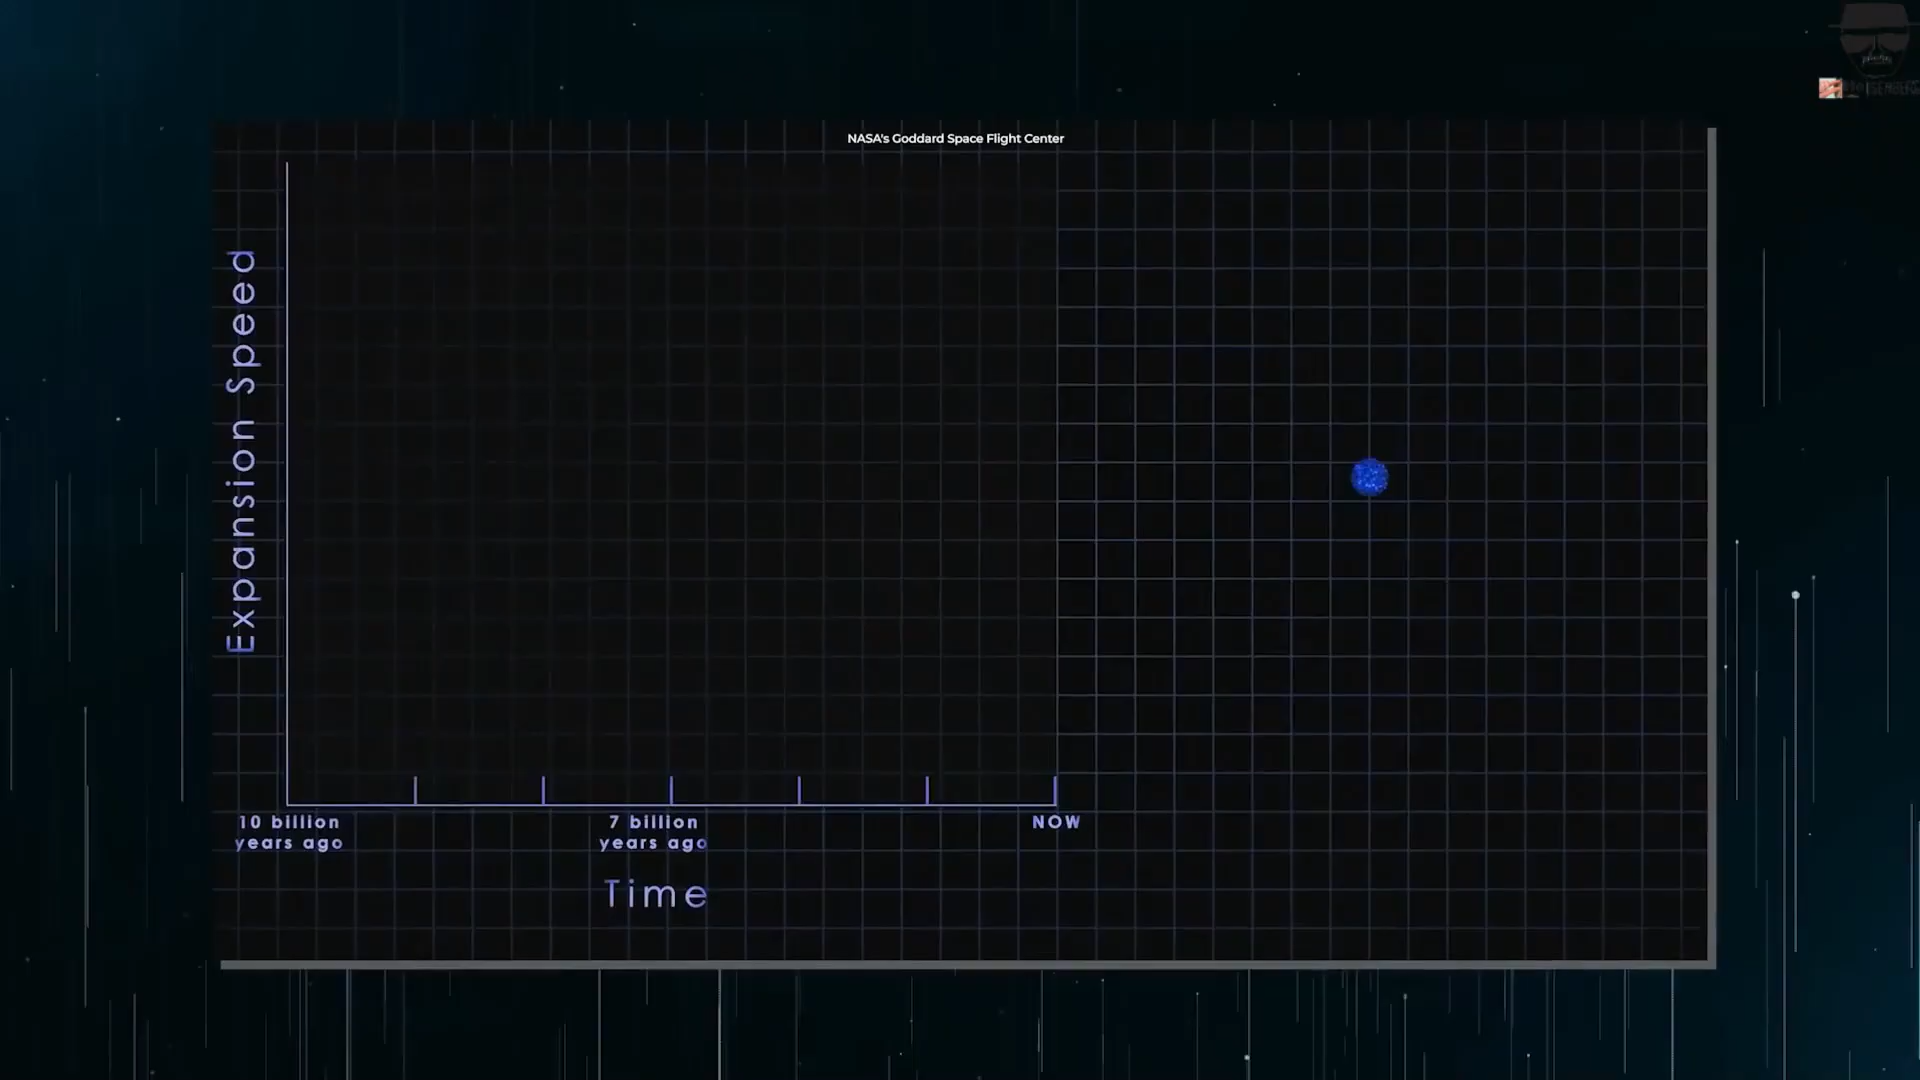 NASA's Goddard Space Flight Center
Expansion Speed
10 billion
years ago
7 billion
years ago
NOW
Time